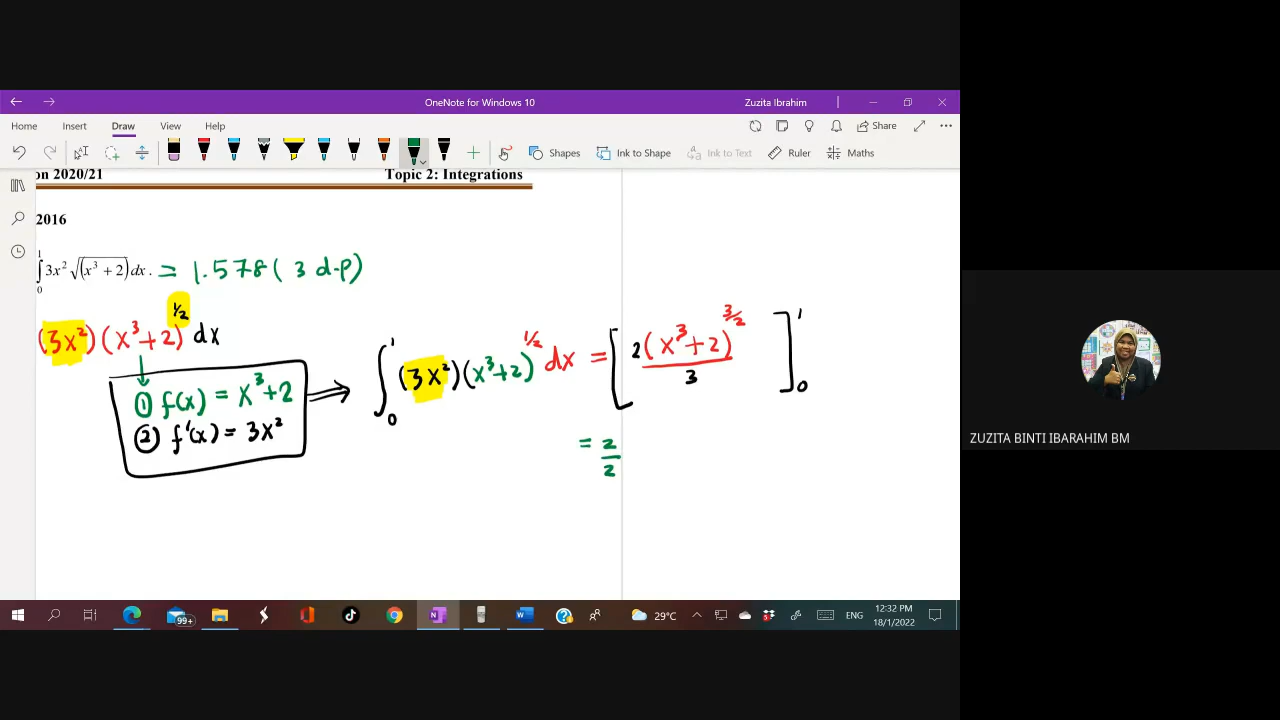 OneNote for Windows 10
Zuzita Ibrahim
Home Insert Draw View Help
Share
Shapes Ink to Shape Ink to Text Ruler Maths
on 2020/21 Topic 2: Integrations
2016
∫₀¹ 3x² √(x³ + 2) dx . = 1.578 ( 3 d.p)
(3x²)(x³+2)^½ dx
① f(x) = x³+2
② f'(x) = 3x²
⇒ ∫₀¹ (3x²)(x³+2)^½ dx = [2(x³+2)^3/2 / 3]₀¹
= 2/2
ZUZITA BINTI IBARAHIM BM
99+
29°C
ENG
12:32 PM
18/1/2022